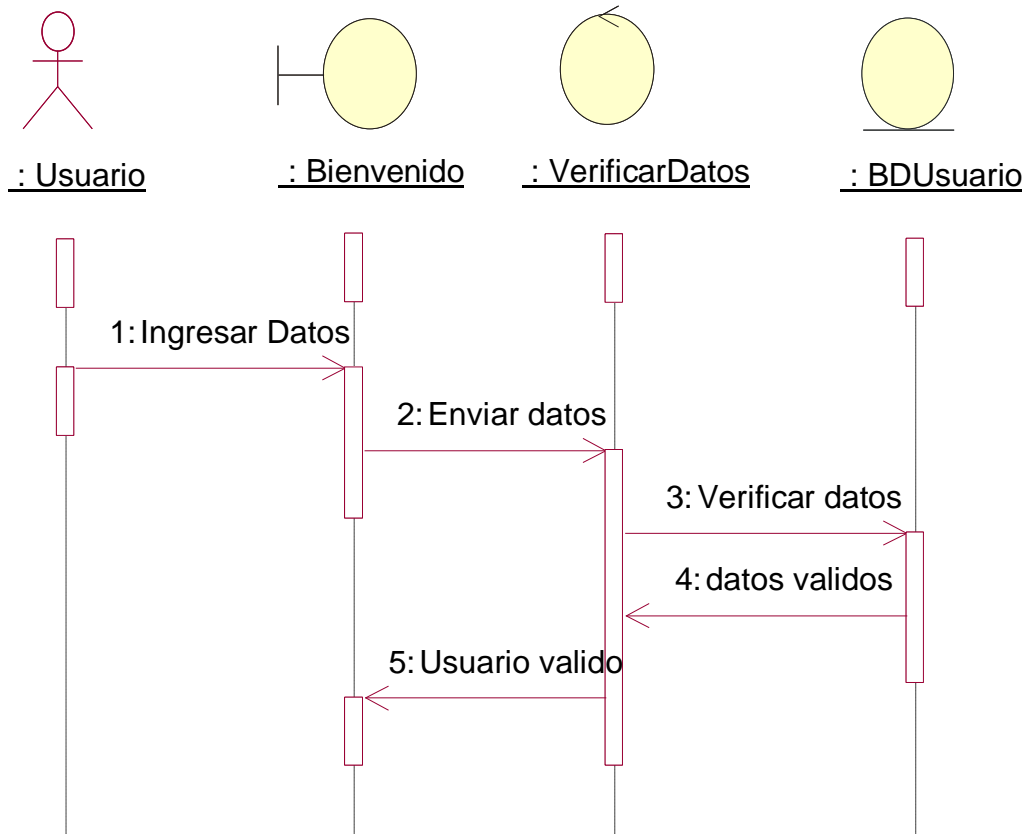 : Usuario
: Bienvenido
: VerificarDatos
: BDUsuario
1: Ingresar Datos
2: Enviar datos
3: Verificar datos
4: datos validos
5: Usuario valido